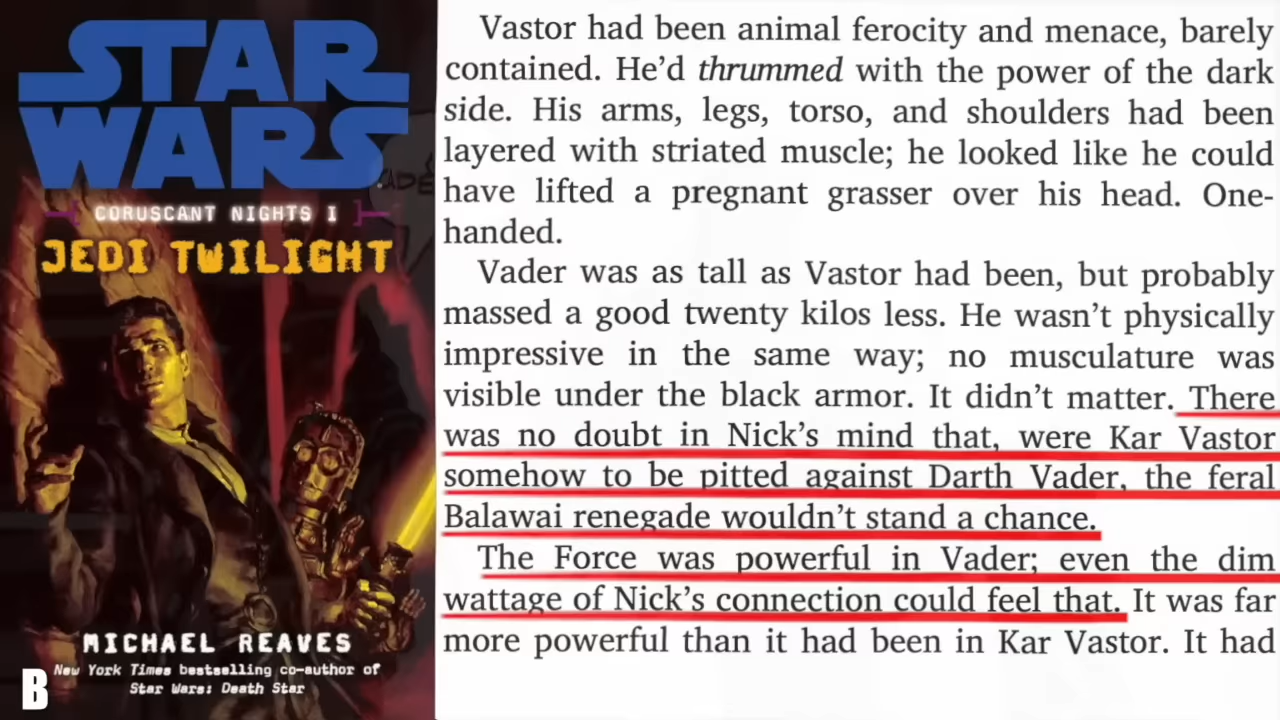 STAR
WARS
CORUSCANT NIGHTS I
JEDI TWILIGHT
MICHAEL REAVES
New York Times bestselling co-author of
Star Wars: Death Star
B
Vastor had been animal ferocity and menace, barely
contained. He’d thrummed with the power of the dark
side. His arms, legs, torso, and shoulders had been
layered with striated muscle; he looked like he could
have lifted a pregnant grasser over his head. One-
handed.
Vader was as tall as Vastor had been, but probably
massed a good twenty kilos less. He wasn’t physically
impressive in the same way; no musculature was
visible under the black armor. It didn’t matter. There
was no doubt in Nick’s mind that, were Kar Vastor
somehow to be pitted against Darth Vader, the feral
Balawai renegade wouldn’t stand a chance.
The Force was powerful in Vader; even the dim
wattage of Nick’s connection could feel that. It was far
more powerful than it had been in Kar Vastor. It had